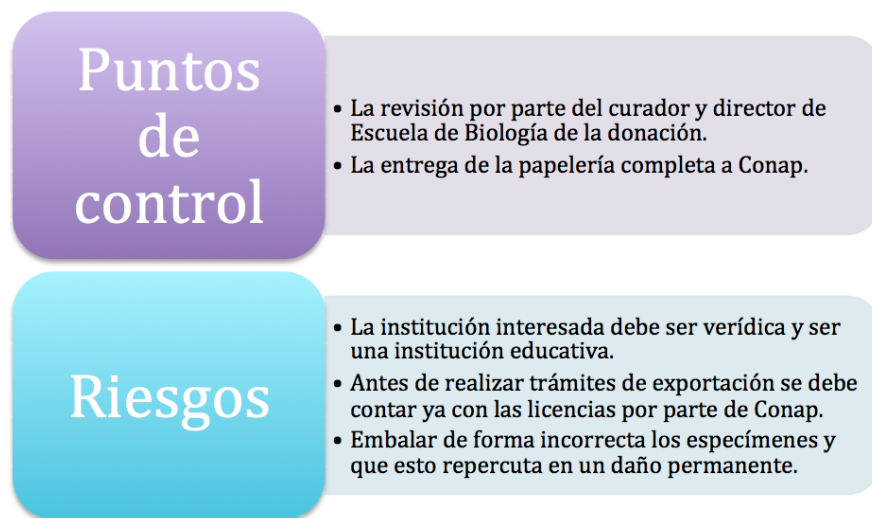 Puntos
de
control
• La revisión por parte del curador y director de
Escuela de Biología de la donación.
• La entrega de la papelería completa a Conap.
Riesgos
• La institución interesada debe ser verídica y ser
una institución educativa.
• Antes de realizar trámites de exportación se debe
contar ya con las licencias por parte de Conap.
• Embalar de forma incorrecta los especímenes y
que esto repercuta en un daño permanente.